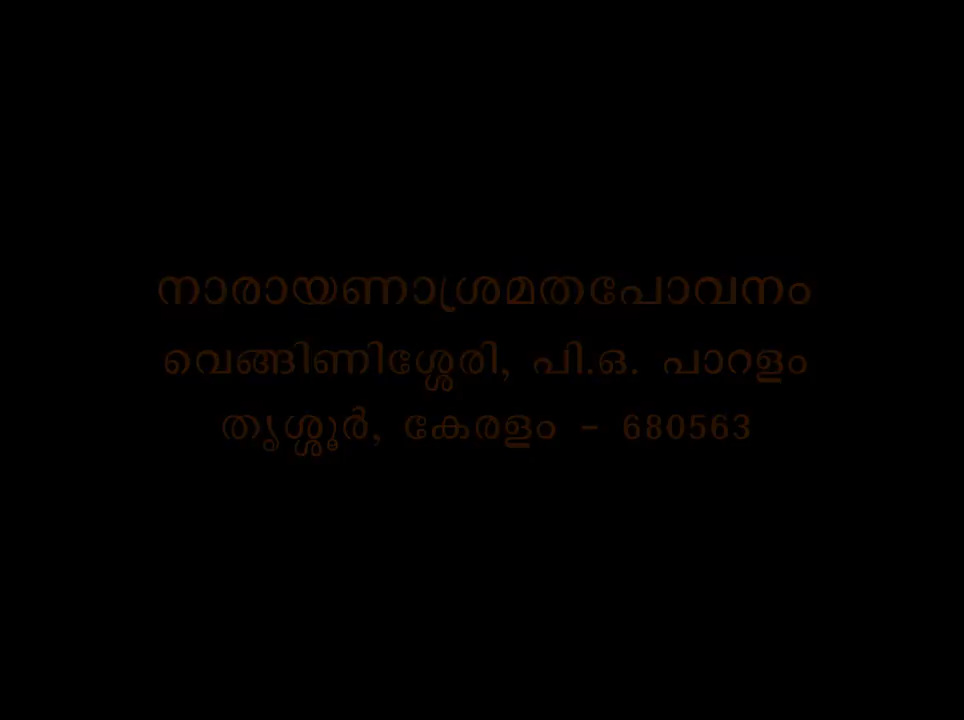 നാരായണാശ്രമതപോവനം
വെങ്ങിണിശ്ശേരി, പി.ഒ. പാറളം
തൃശ്ശൂർ, കേരളം - 680563